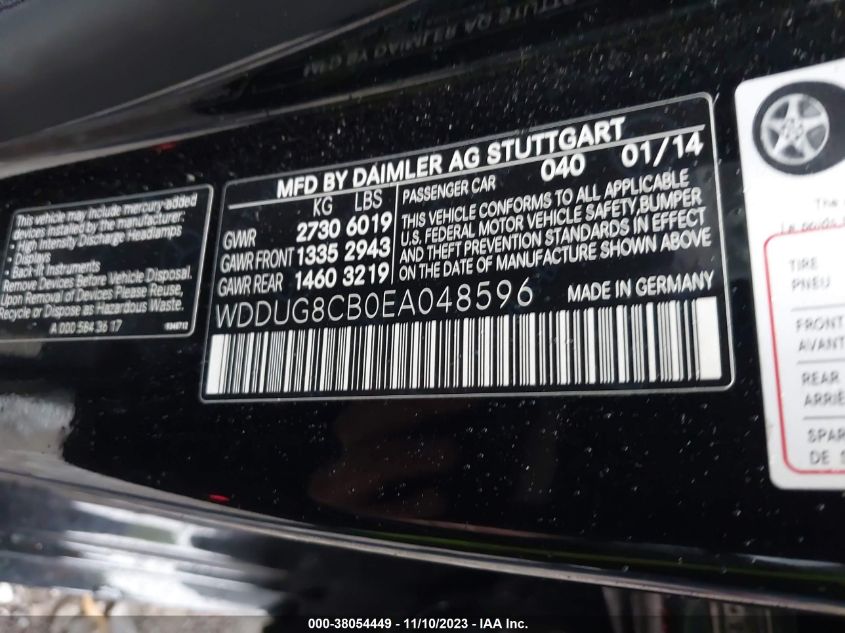 This vehicle may include mercury-added
devices installed by the manufacturer:
- High Intensity Discharge Headlamps
- Displays
- Back-lit Instruments
Remove Devices Before Vehicle Disposal.
Upon Removal of Devices Please Reuse,
Recycle or Dispose as Hazardous Waste.
A 000 584 36 17
MFD BY DAIMLER AG STUTTGART
KG LBS
GVWR 2730 6019
GAWR FRONT 1335 2943
GAWR REAR 1460 3219
PASSENGER CAR 040 01/14
THIS VEHICLE CONFORMS TO ALL APPLICABLE
U.S. FEDERAL MOTOR VEHICLE SAFETY, BUMPER
AND THEFT PREVENTION STANDARDS IN EFFECT
ON THE DATE OF MANUFACTURE SHOWN ABOVE
WDDUG8CB0EA048596 MADE IN GERMANY
The
TIRE
PNEU
FRONT
AVANT
REAR
ARRIÈ
SPAR
DE S
000-38054449 - 11/10/2023 - IAA Inc.